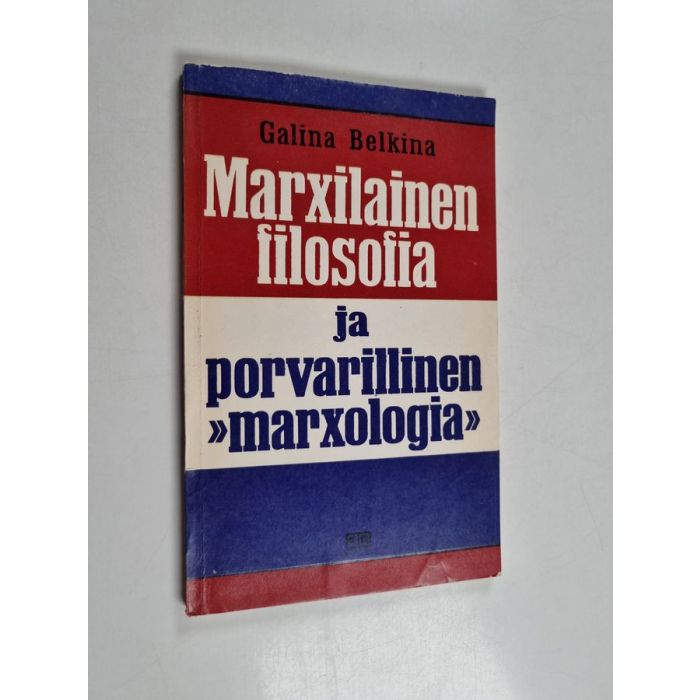 Galina Belkina
Marxilainen
filosofia
ja
porvarillinen
»marxologia»